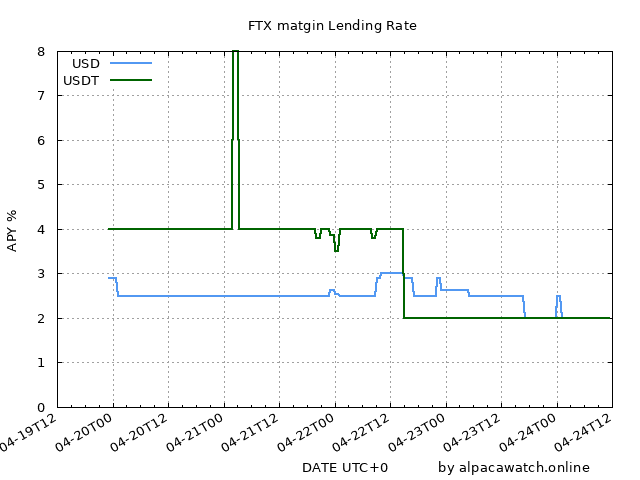 FTX matgin Lending Rate
USD
USDT
8
7
6
5
4
3
2
1
0
APY %
04-19T12 04-20T00 04-20T12 04-21T00 04-21T12 04-22T00 04-22T12 04-23T00 04-23T12 04-24T00 04-24T12
DATE UTC+0 by alpacawatch.online